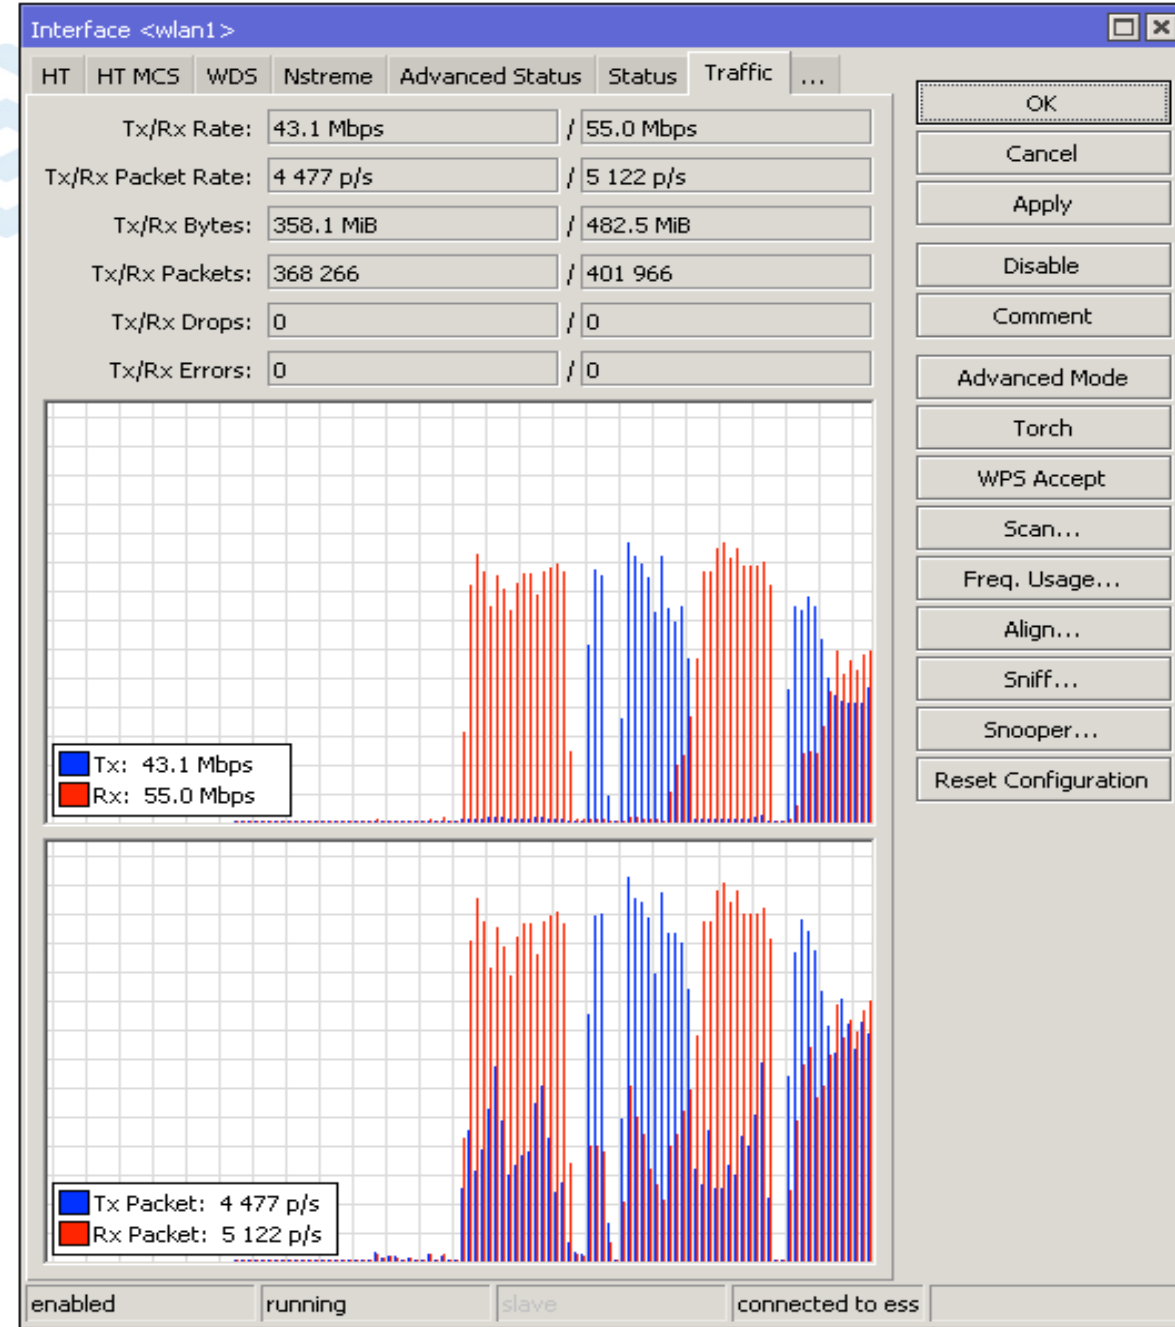 Interface <wlan1>
HT HT MCS WDS Nstreme Advanced Status Status Traffic ...
Tx/Rx Rate: 43.1 Mbps / 55.0 Mbps
Tx/Rx Packet Rate: 4 477 p/s / 5 122 p/s
Tx/Rx Bytes: 358.1 MiB / 482.5 MiB
Tx/Rx Packets: 368 266 / 401 966
Tx/Rx Drops: 0 / 0
Tx/Rx Errors: 0 / 0
Tx: 43.1 Mbps
Rx: 55.0 Mbps
Tx Packet: 4 477 p/s
Rx Packet: 5 122 p/s
OK
Cancel
Apply
Disable
Comment
Advanced Mode
Torch
WPS Accept
Scan...
Freq. Usage...
Align...
Sniff...
Snooper...
Reset Configuration
enabled running slave connected to ess